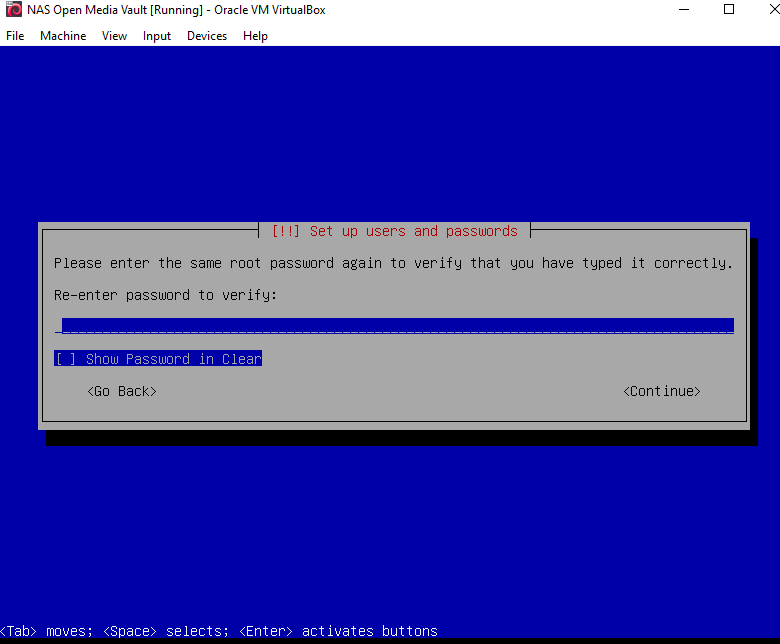 NAS Open Media Vault [Running] - Oracle VM VirtualBox
File Machine View Input Devices Help
[!!] Set up users and passwords
Please enter the same root password again to verify that you have typed it correctly.
Re-enter password to verify:
[ ] Show Password in Clear
<Go Back> <Continue>
<Tab> moves; <Space> selects; <Enter> activates buttons